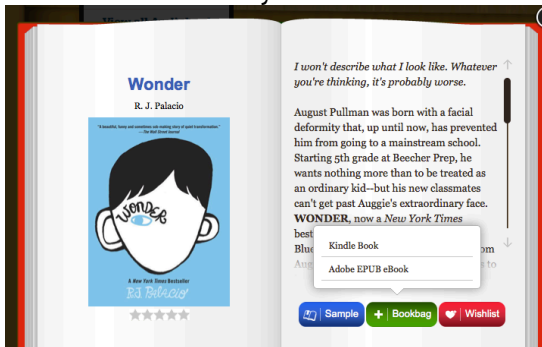 Wonder
R. J. Palacio
"A beautiful, funny and sometimes sob-making story of quiet transformation."
—The Wall Street Journal
WONDER
A New York Times Bestseller
R.J. Palacio
I won't describe what I look like. Whatever
you're thinking, it's probably worse.
August Pullman was born with a facial
deformity that, up until now, has prevented
him from going to a mainstream school.
Starting 5th grade at Beecher Prep, he
wants nothing more than to be treated as
an ordinary kid--but his new classmates
can't get past Auggie's extraordinary face.
WONDER, now a New York Times
Kindle Book
Adobe EPUB eBook
Sample
Bookbag
Wishlist